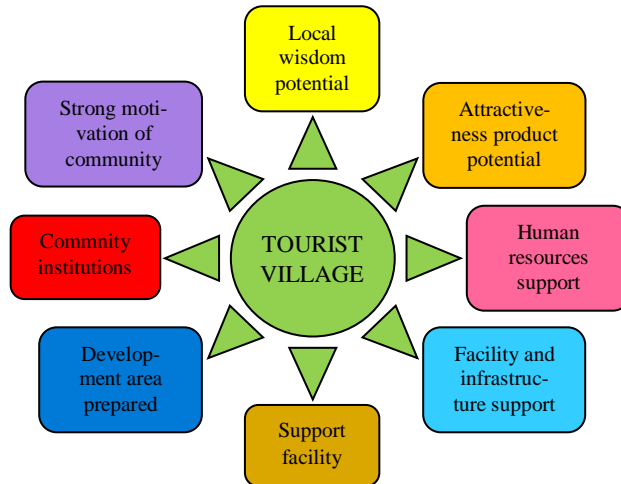 Local
wisdom
potential
Strong moti-
vation of
community
Attractive-
ness product
potential
Commnity
institutions
TOURIST
VILLAGE
Human
resources
support
Develop-
ment area
prepared
Facility and
infrastruc-
ture support
Support
facility